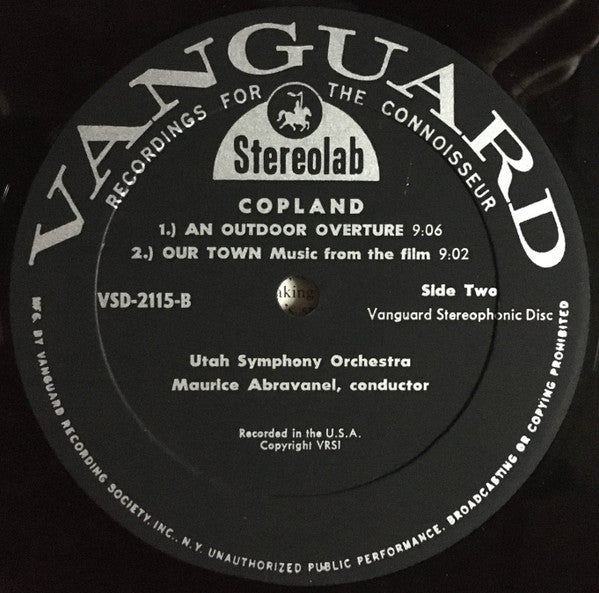 VANGUARD
RECORDINGS FOR THE CONNOISSEUR
Stereolab
COPLAND
1.) AN OUTDOOR OVERTURE 9:06
2.) OUR TOWN Music from the film 9:02
VSD-2115-B
aking
Side Two
Vanguard Stereophonic Disc
Utah Symphony Orchestra
Maurice Abravanel, conductor
Recorded in the U.S.A.
Copyright VRSI
MFG. BY VANGUARD RECORDING SOCIETY, INC., N.Y. UNAUTHORIZED PUBLIC PERFORMANCE, BROADCASTING OR COPYING PROHIBITED